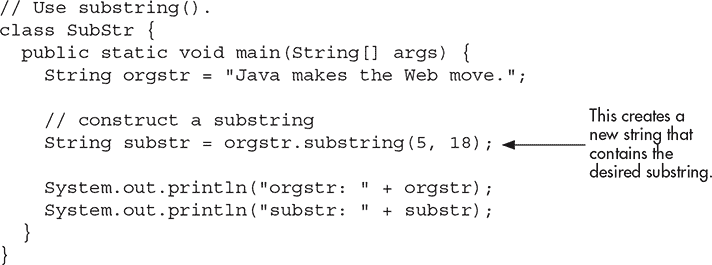 // Use substring().
class SubStr {
  public static void main(String[] args) {
    String orgstr = "Java makes the Web move.";

    // construct a substring
    String substr = orgstr.substring(5, 18);

    System.out.println("orgstr: " + orgstr);
    System.out.println("substr: " + substr);
  }
}
This creates a
new string that
contains the
desired substring.